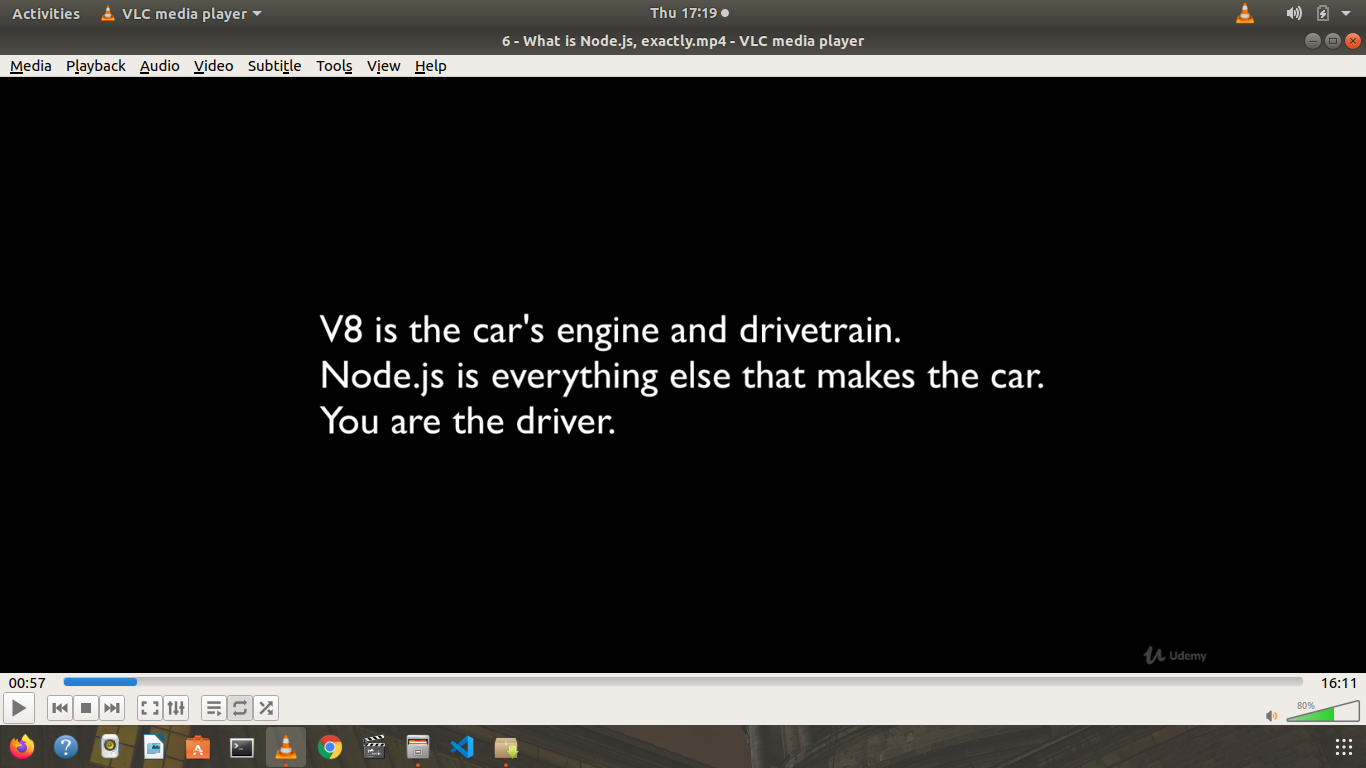 Activities VLC media player Thu 17:19
6 - What is Node.js, exactly.mp4 - VLC media player
Media Playback Audio Video Subtitle Tools View Help
V8 is the car's engine and drivetrain.
Node.js is everything else that makes the car.
You are the driver.
Udemy
00:57 16:11
80%